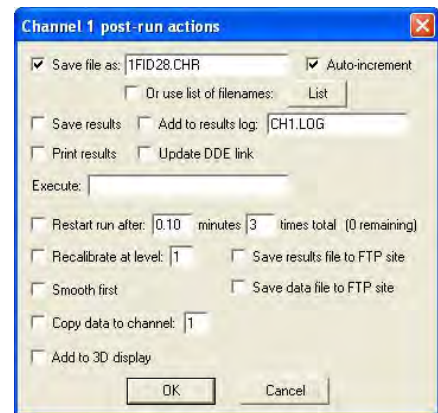 Channel 1 post-run actions
Save file as: 1FID28.CHR Auto-increment
Or use list of filenames: List
Save results Add to results log: CH1.LOG
Print results Update DDE link
Execute:
Restart run after: 0.10 minutes 3 times total (0 remaining)
Recalibrate at level: 1 Save results file to FTP site
Smooth first Save data file to FTP site
Copy data to channel: 1
Add to 3D display
OK Cancel